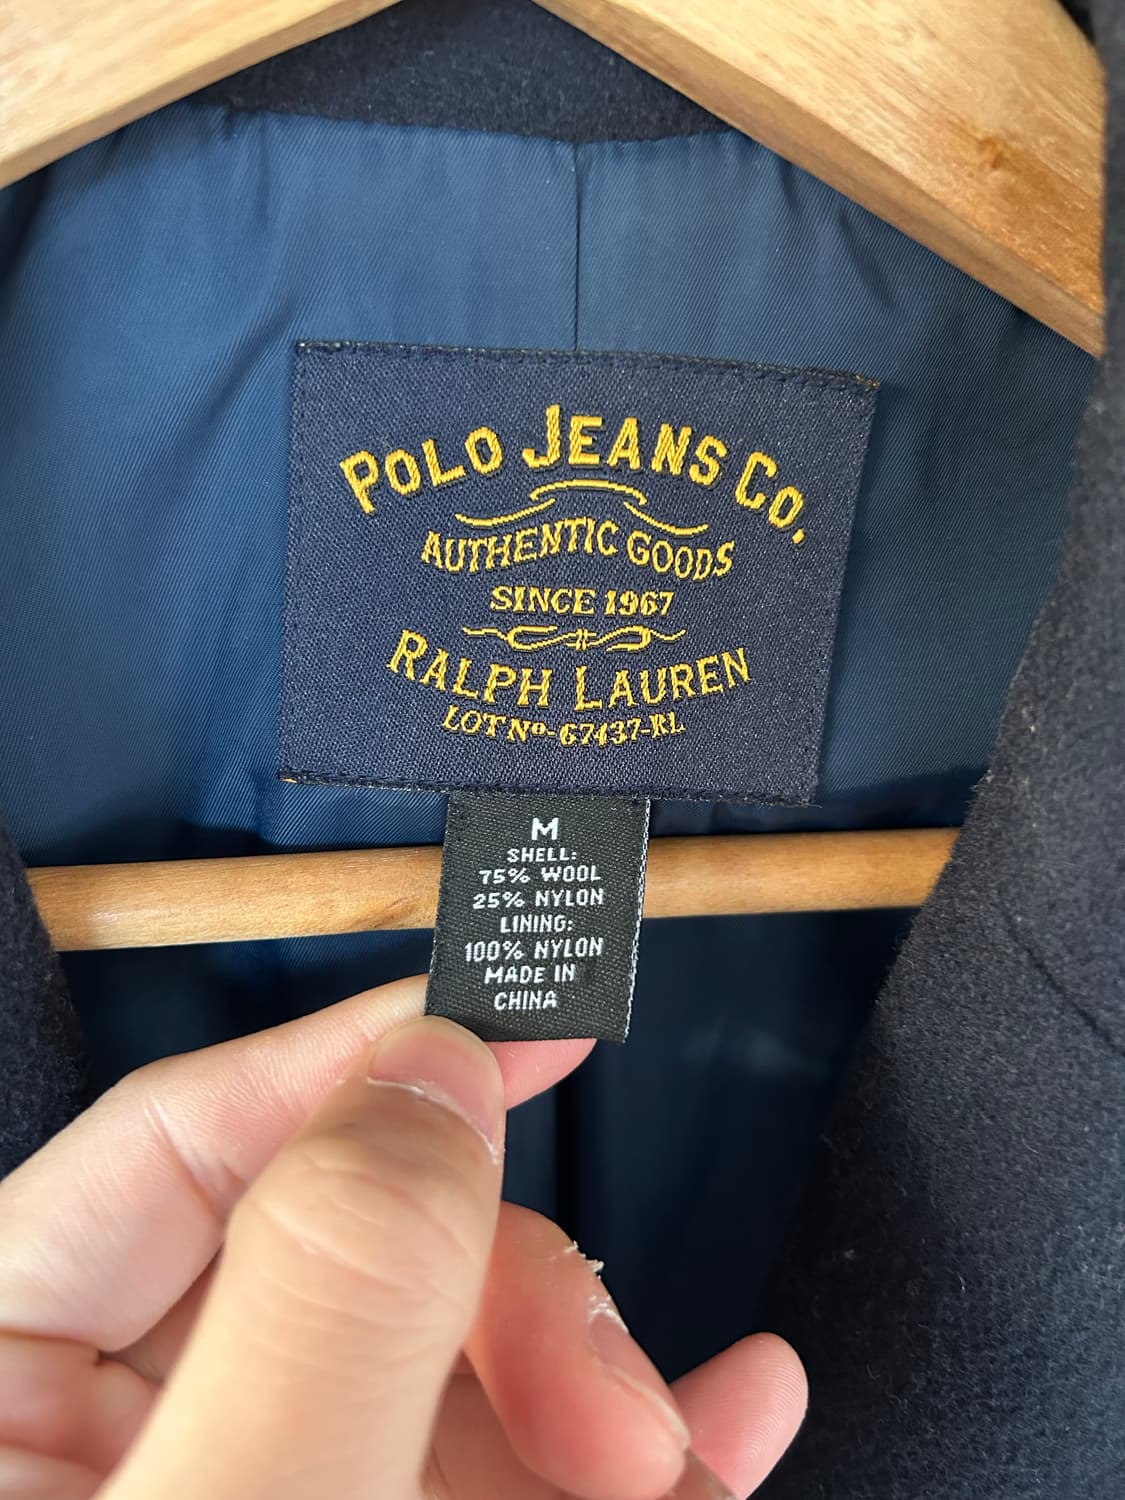 POLO JEANS CO.
AUTHENTIC GOODS
SINCE 1967
RALPH LAUREN
LOT Nº-67437-RL
M
SHELL:
75% WOOL
25% NYLON
LINING:
100% NYLON
MADE IN
CHINA